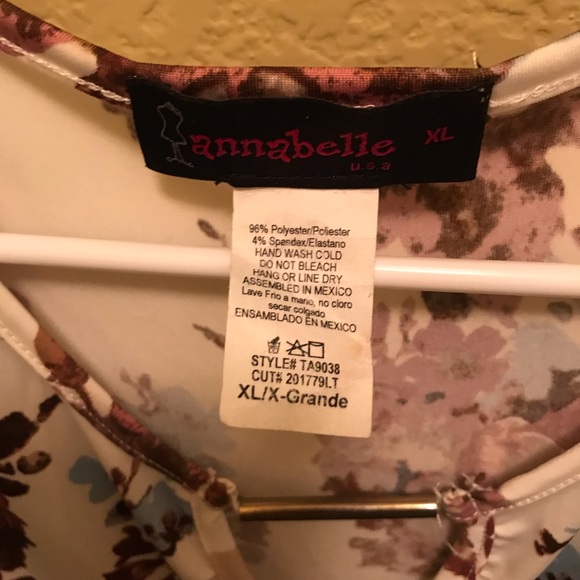 annabelle XL
u.s.a
96% Polyester/Poliester
4% Spandex/Elastano
HAND WASH COLD
DO NOT BLEACH
HANG OR LINE DRY
ASSEMBLED IN MEXICO
Lave Frio a mano, no cloro
secar colgado
ENSAMBLADO EN MEXICO
STYLE# TA9038
CUT# 201779LT
XL/X-Grande